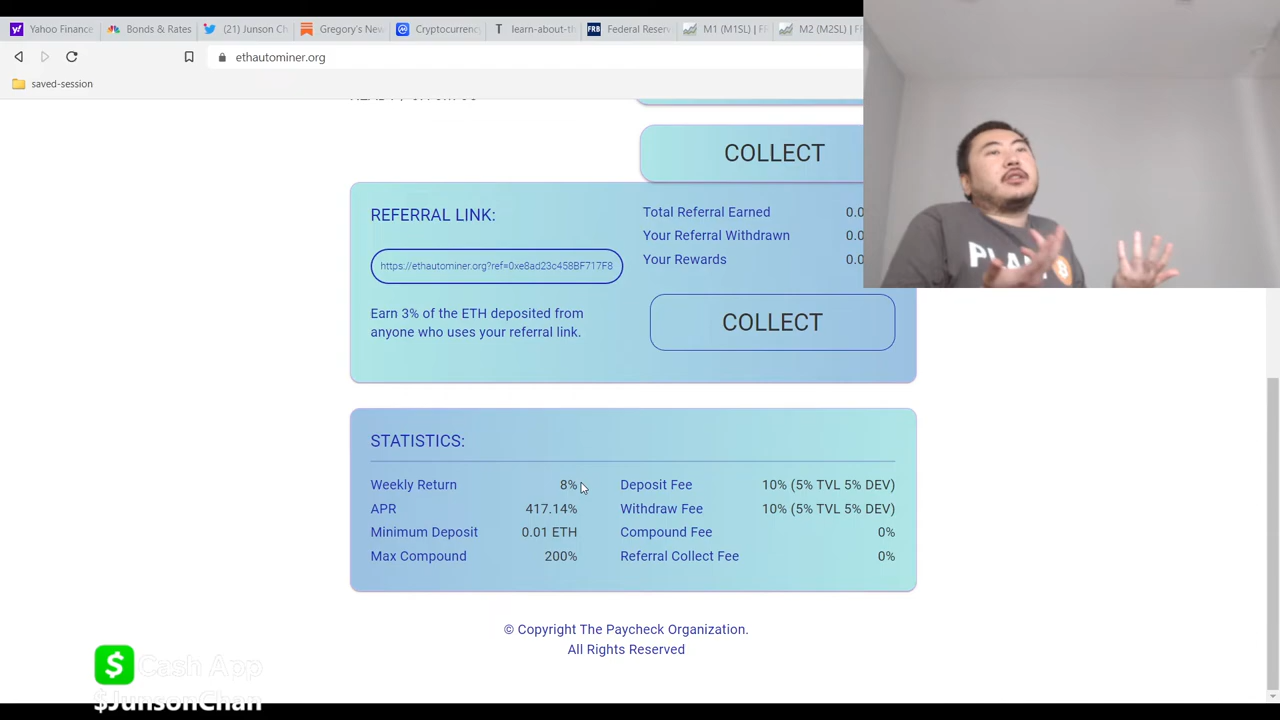 Yahoo Finance
Bonds & Rates
(21) Junson Ch
Gregory's New
Cryptocurrency
learn-about-th
Federal Reserv
M1 (M1SL) | F
M2 (M2SL) | F
ethautominer.org
saved-session
COLLECT
REFERRAL LINK:
https://ethautominer.org?ref=0xe8ad23c458BF717F8
Earn 3% of the ETH deposited from
anyone who uses your referral link.
Total Referral Earned 0.0
Your Referral Withdrawn 0.0
Your Rewards 0.0
COLLECT
STATISTICS:
Weekly Return 8%
APR 417.14%
Minimum Deposit 0.01 ETH
Max Compound 200%
Deposit Fee 10% (5% TVL 5% DEV)
Withdraw Fee 10% (5% TVL 5% DEV)
Compound Fee 0%
Referral Collect Fee 0%
© Copyright The Paycheck Organization.
All Rights Reserved
$ Cash App
$JunsonChan